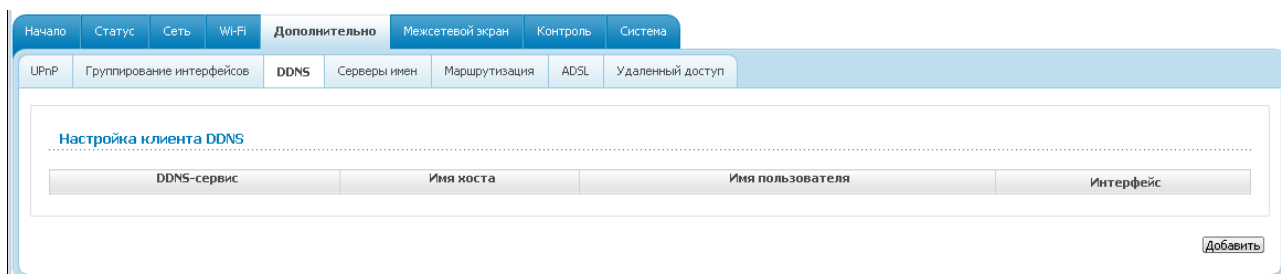 Начало Статус Сеть Wi-Fi Дополнительно Межсетевой экран Контроль Система
UPnP Группирование интерфейсов DDNS Серверы имен Маршрутизация ADSL Удаленный доступ
Настройка клиента DDNS
DDNS-сервис Имя хоста Имя пользователя Интерфейс
Добавить